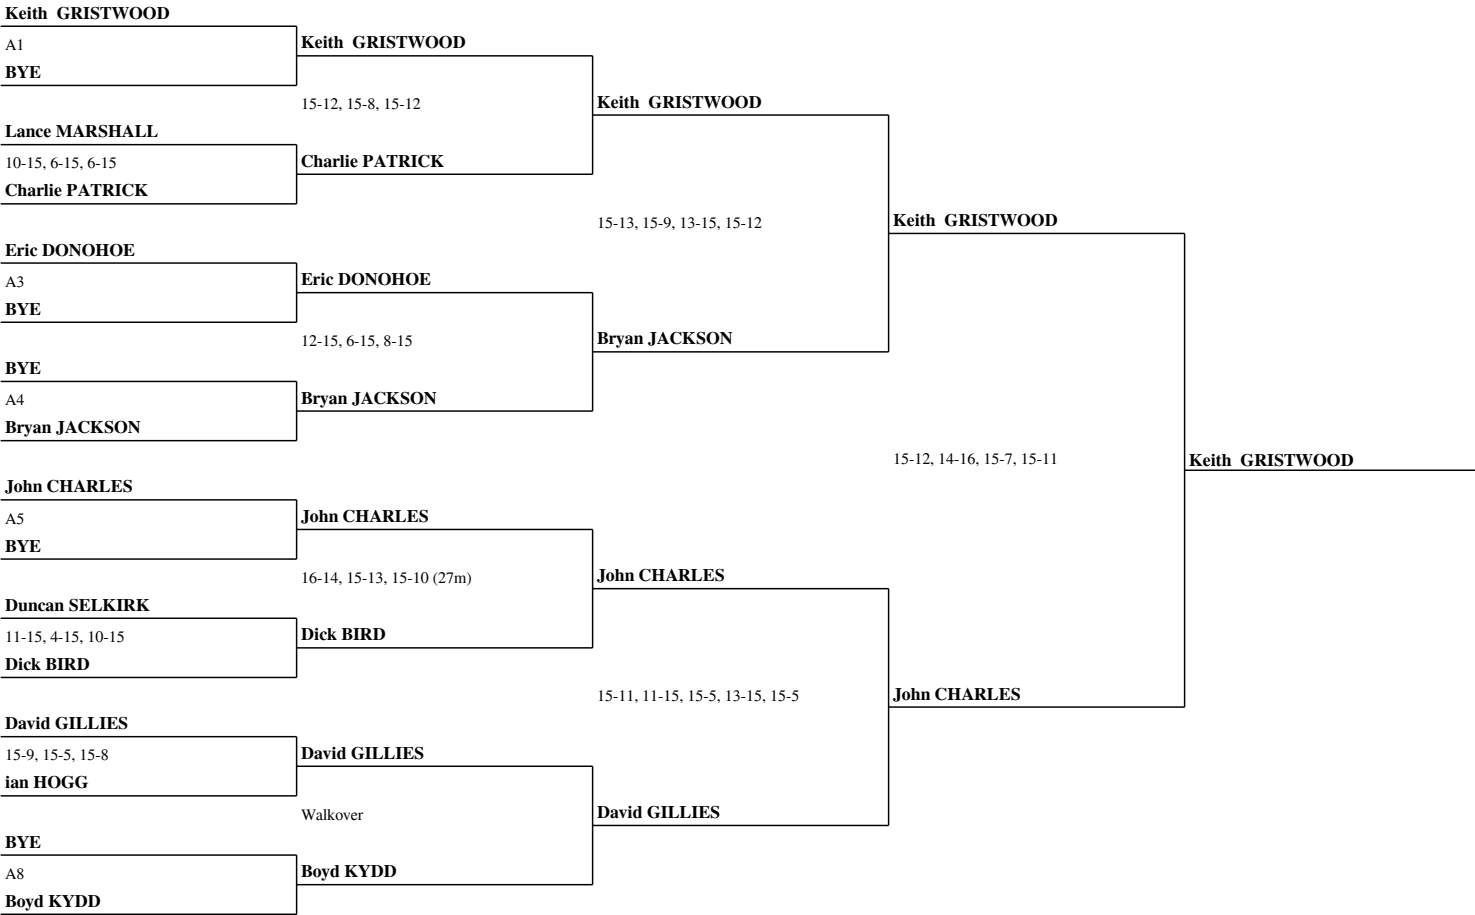 Keith  GRISTWOOD
A1
BYE
Lance MARSHALL
10-15, 6-15, 6-15
Charlie PATRICK
Eric DONOHOE
A3
BYE
BYE
A4
Bryan JACKSON
John CHARLES
A5
BYE
Duncan SELKIRK
11-15, 4-15, 10-15
Dick BIRD
David GILLIES
15-9, 15-5, 15-8
ian HOGG
BYE
A8
Boyd KYDD
Keith  GRISTWOOD
15-12, 15-8, 15-12
Charlie PATRICK
Eric DONOHOE
12-15, 6-15, 8-15
Bryan JACKSON
John CHARLES
16-14, 15-13, 15-10 (27m)
Dick BIRD
David GILLIES
Walkover
Boyd KYDD
Keith  GRISTWOOD
15-13, 15-9, 13-15, 15-12
Bryan JACKSON
John CHARLES
15-11, 11-15, 15-5, 13-15, 15-5
David GILLIES
Keith  GRISTWOOD
15-12, 14-16, 15-7, 15-11
John CHARLES
Keith  GRISTWOOD